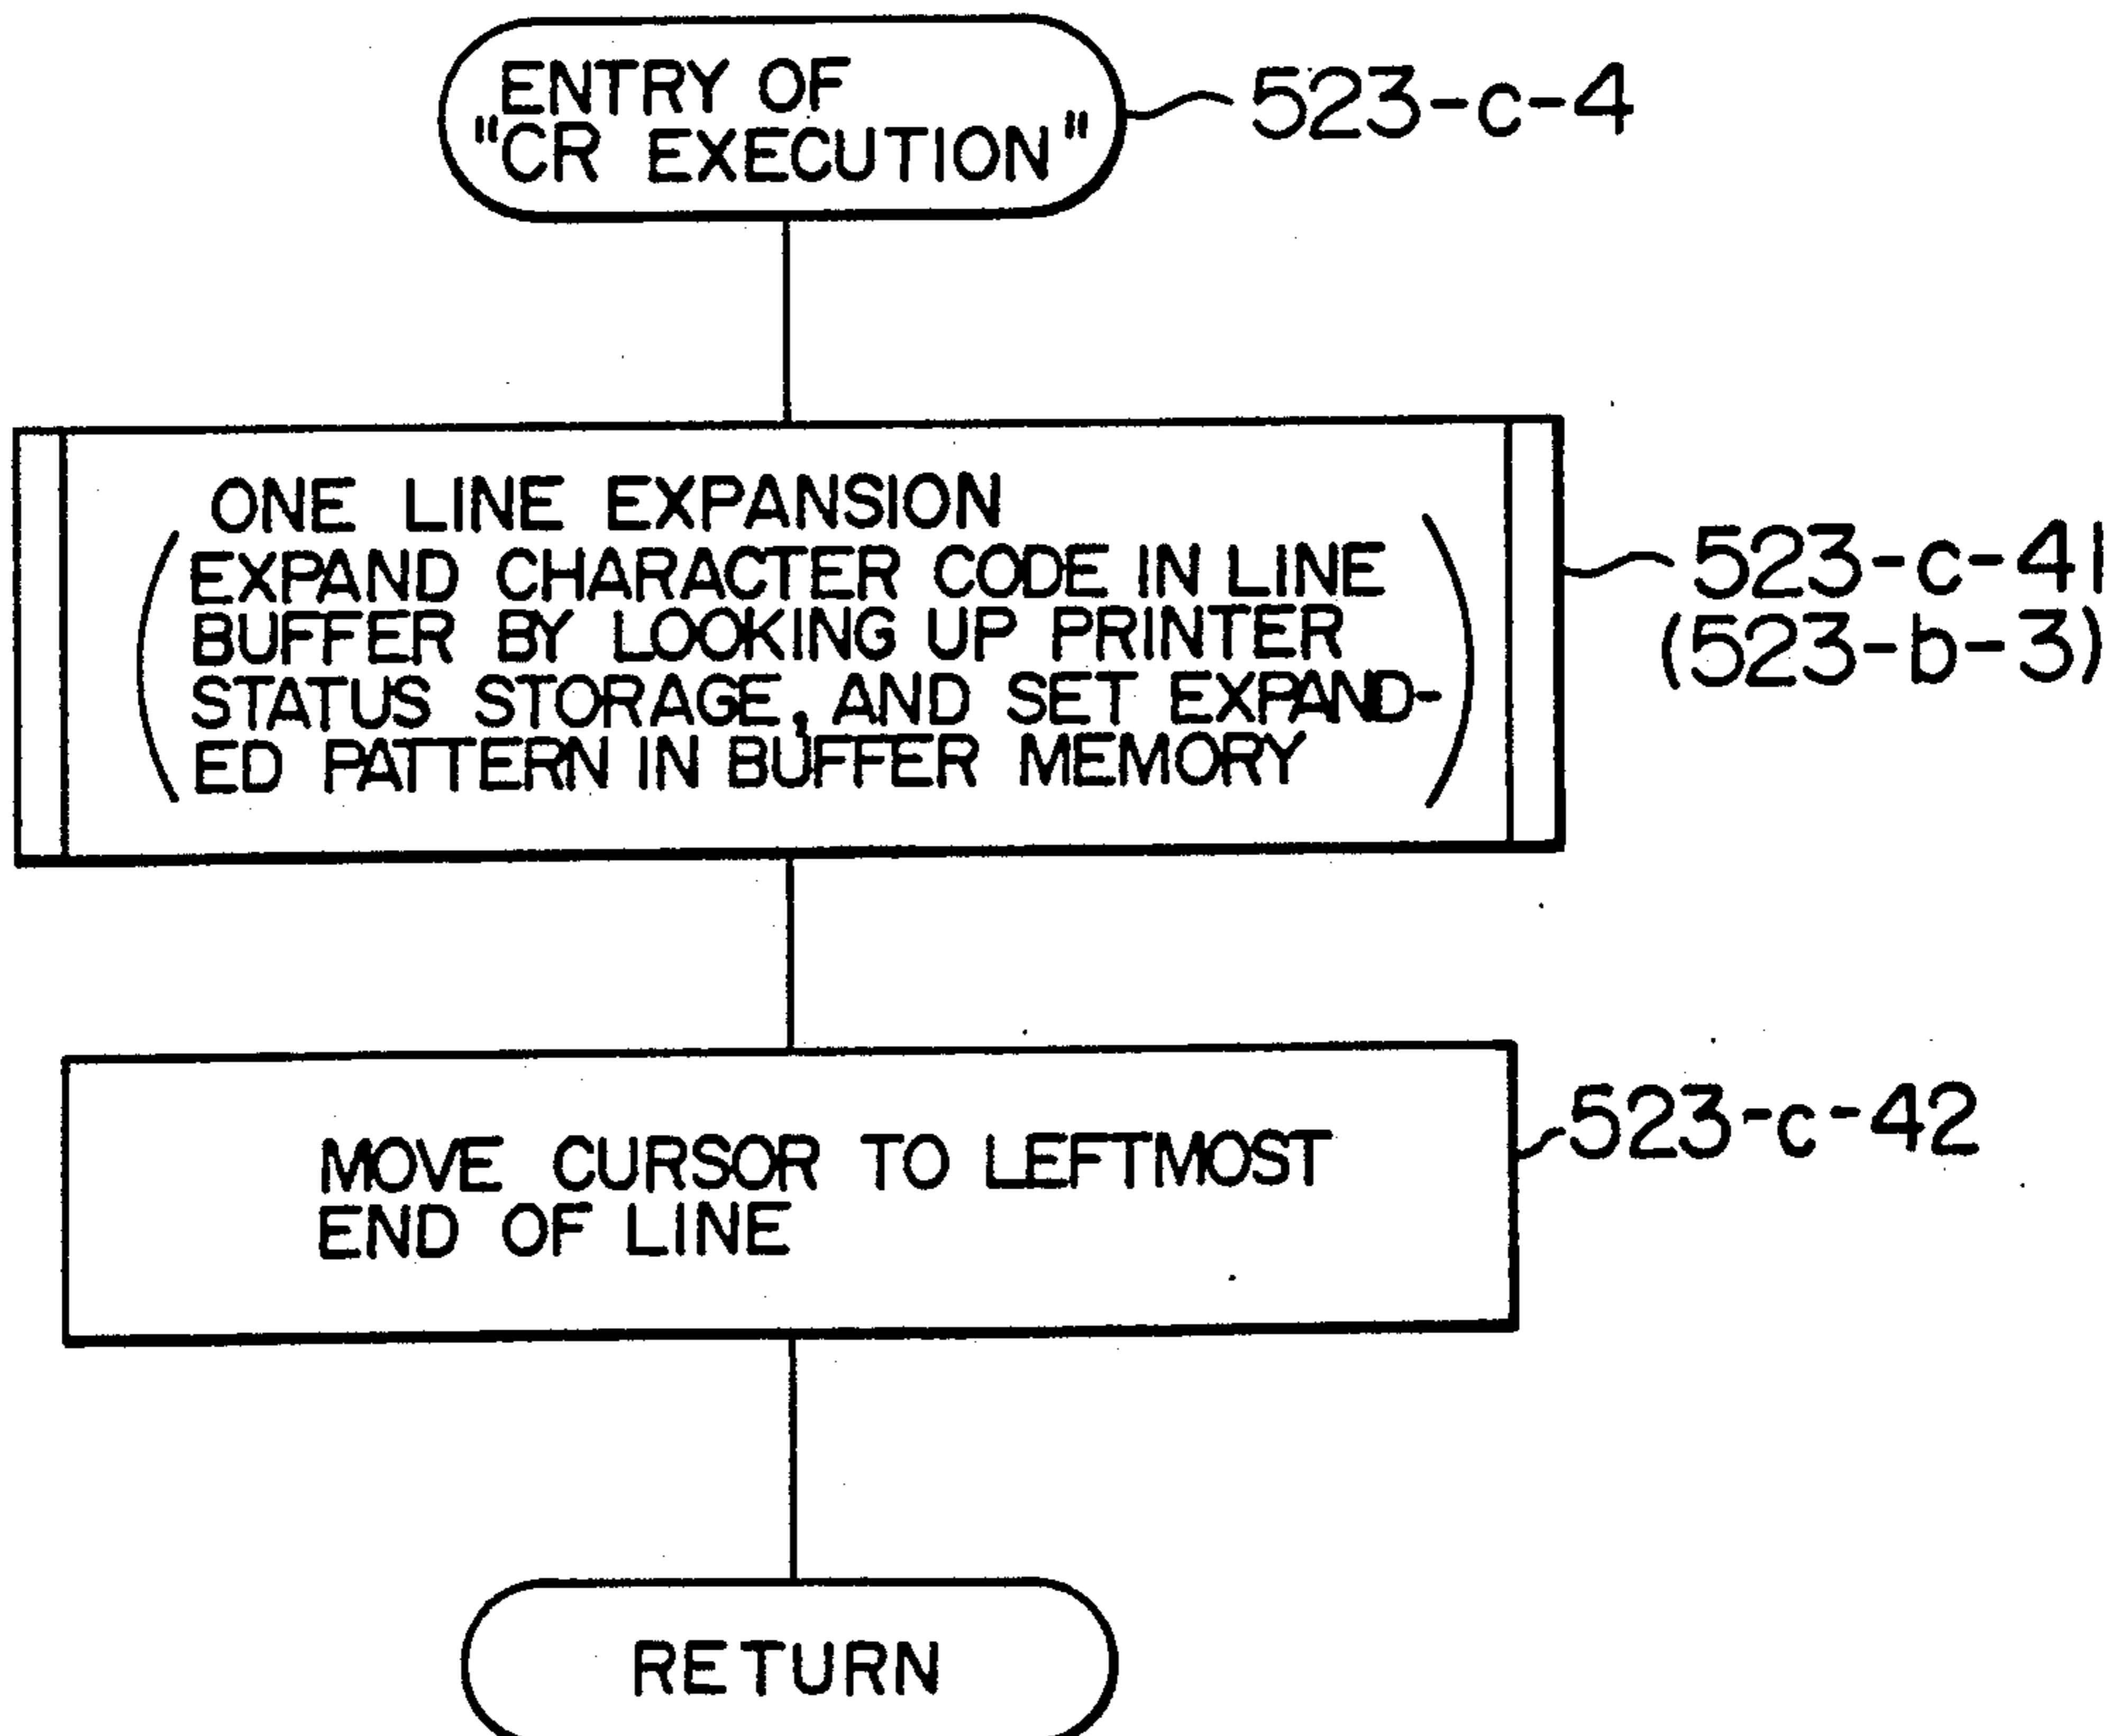 ENTRY OF
"CR EXECUTION"
523-c-4
ONE LINE EXPANSION
(EXPAND CHARACTER CODE IN LINE
BUFFER BY LOOKING UP PRINTER
STATUS STORAGE, AND SET EXPAND-
ED PATTERN IN BUFFER MEMORY)
523-c-41
(523-b-3)
MOVE CURSOR TO LEFTMOST
END OF LINE
523-c-42
RETURN